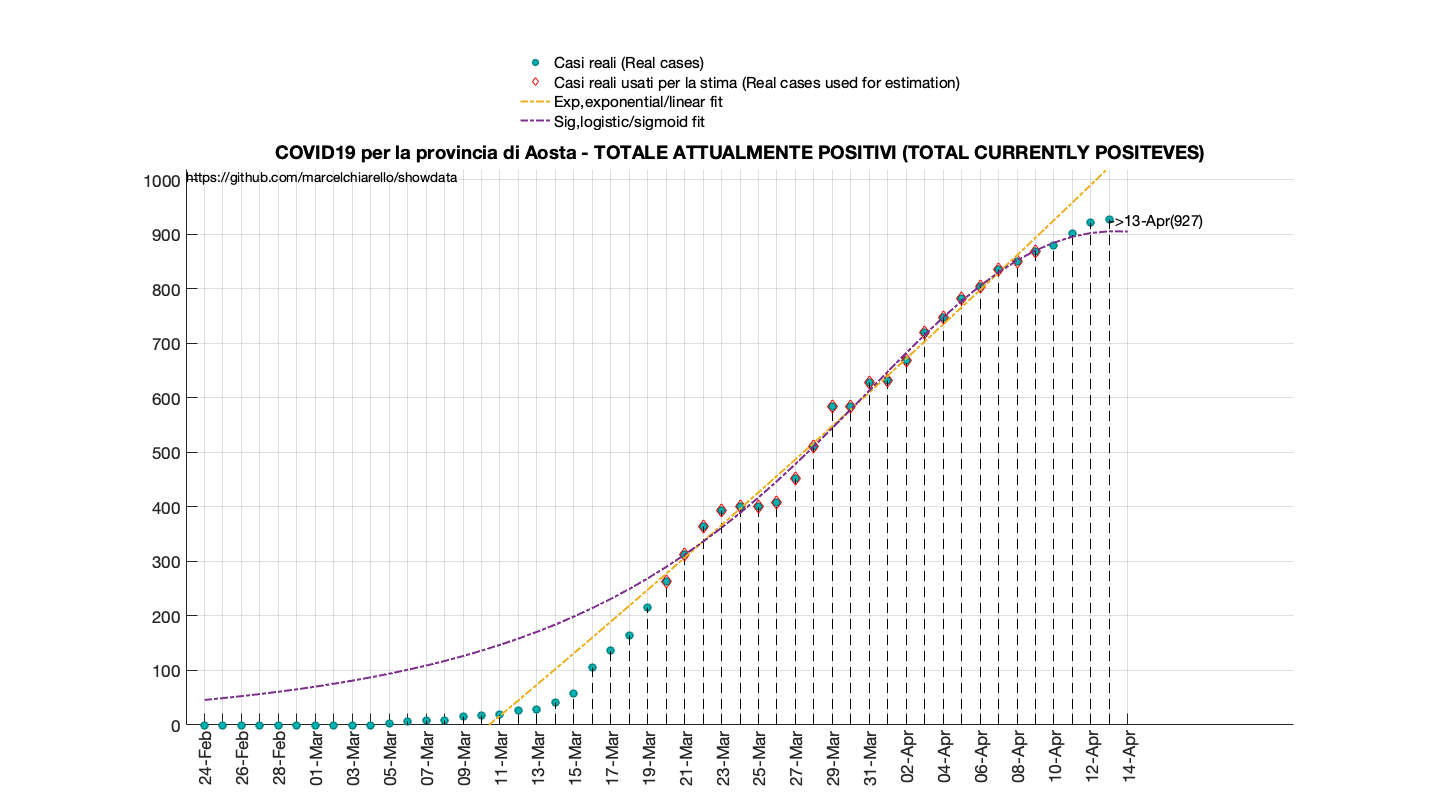 Casi reali (Real cases)
Casi reali usati per la stima (Real cases used for estimation)
Exp,exponential/linear fit
Sig,logistic/sigmoid fit
COVID19 per la provincia di Aosta - TOTALE ATTUALMENTE POSITIVI (TOTAL CURRENTLY POSITEVES)
https://github.com/marcelchiarello/showdata
1000
900
800
700
600
500
400
300
200
100
0
->13-Apr(927)
24-Feb
26-Feb
28-Feb
01-Mar
03-Mar
05-Mar
07-Mar
09-Mar
11-Mar
13-Mar
15-Mar
17-Mar
19-Mar
21-Mar
23-Mar
25-Mar
27-Mar
29-Mar
31-Mar
02-Apr
04-Apr
06-Apr
08-Apr
10-Apr
12-Apr
14-Apr